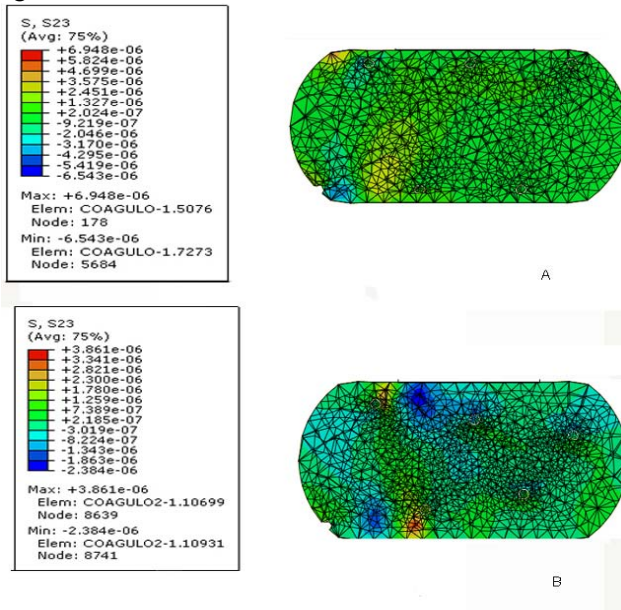 S, S23
(Avg: 75%)
+6.948e-06
+5.824e-06
+4.699e-06
+3.575e-06
+2.451e-06
+1.327e-06
+2.024e-07
-9.219e-07
-2.046e-06
-3.170e-06
-4.295e-06
-5.419e-06
-6.543e-06
Max: +6.948e-06
Elem: COAGULO-1.5076
Node: 178
Min: -6.543e-06
Elem: COAGULO-1.7273
Node: 5684
A
S, S23
(Avg: 75%)
+3.861e-06
+3.341e-06
+2.821e-06
+2.300e-06
+1.780e-06
+1.259e-06
+7.389e-07
+2.185e-07
-3.019e-07
-8.224e-07
-1.343e-06
-1.863e-06
-2.384e-06
Max: +3.861e-06
Elem: COAGULO2-1.10699
Node: 8639
Min: -2.384e-06
Elem: COAGULO2-1.10931
Node: 8741
B